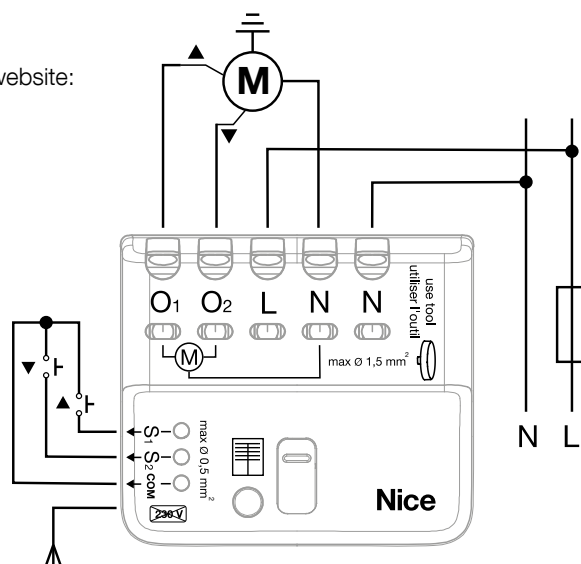 website:
M
O1 O2 L N N
use tool
utiliser l'outil
M
max Ø 1,5 mm²
N L
S1
S2
COM
max Ø 0,5 mm²
230 V
Nice